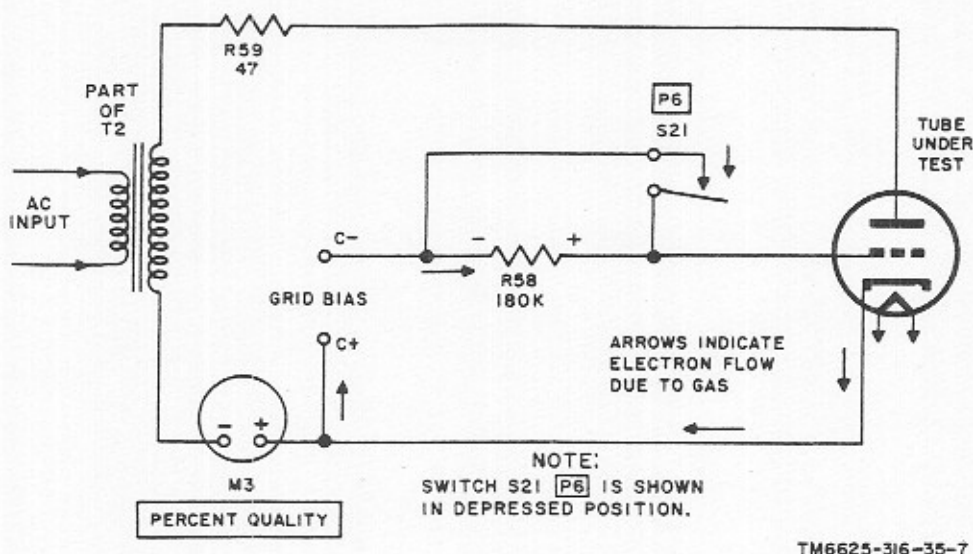 R59
47
PART
OF
T2
P6
S21
TUBE
UNDER
TEST
AC
INPUT
C-
- +
R58
180K
GRID BIAS
C+
ARROWS INDICATE
ELECTRON FLOW
DUE TO GAS
- +
M3
PERCENT QUALITY
NOTE:
SWITCH S21 P6 IS SHOWN
IN DEPRESSED POSITION.
TM6625-316-35-7